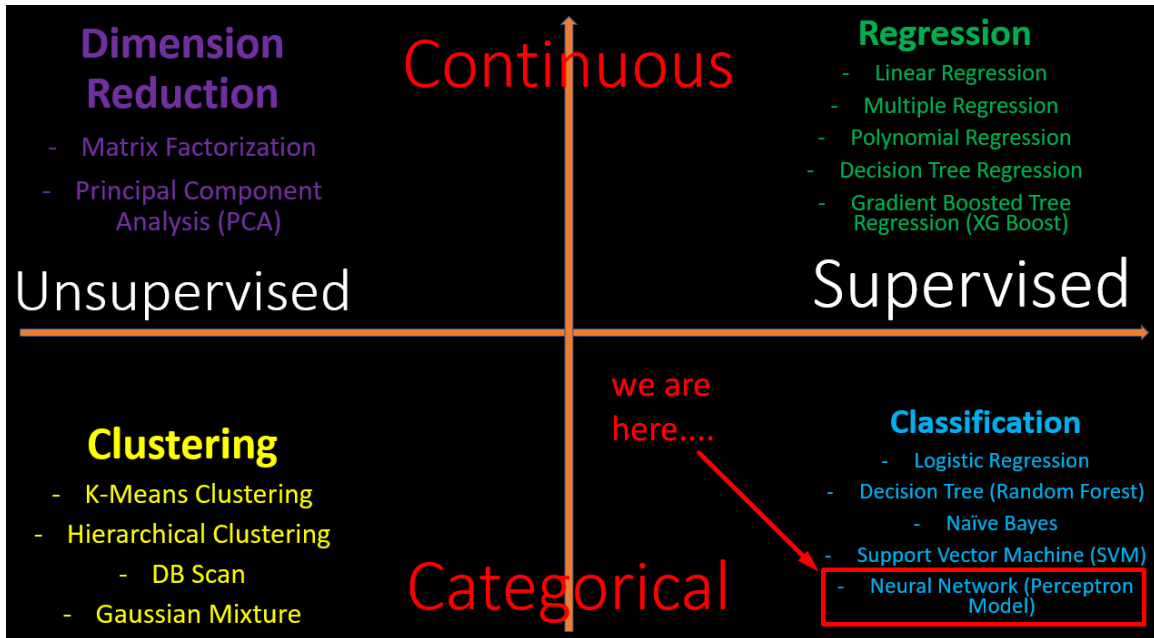 Dimension
Reduction
- Matrix Factorization
- Principal Component
Analysis (PCA)
Continuous
Regression
- Linear Regression
- Multiple Regression
- Polynomial Regression
- Decision Tree Regression
- Gradient Boosted Tree
Regression (XG Boost)
Unsupervised
Supervised
Clustering
- K-Means Clustering
- Hierarchical Clustering
- DB Scan
- Gaussian Mixture
we are
here....
Categorical
Classification
- Logistic Regression
- Decision Tree (Random Forest)
- Naïve Bayes
- Support Vector Machine (SVM)
- Neural Network (Perceptron
Model)